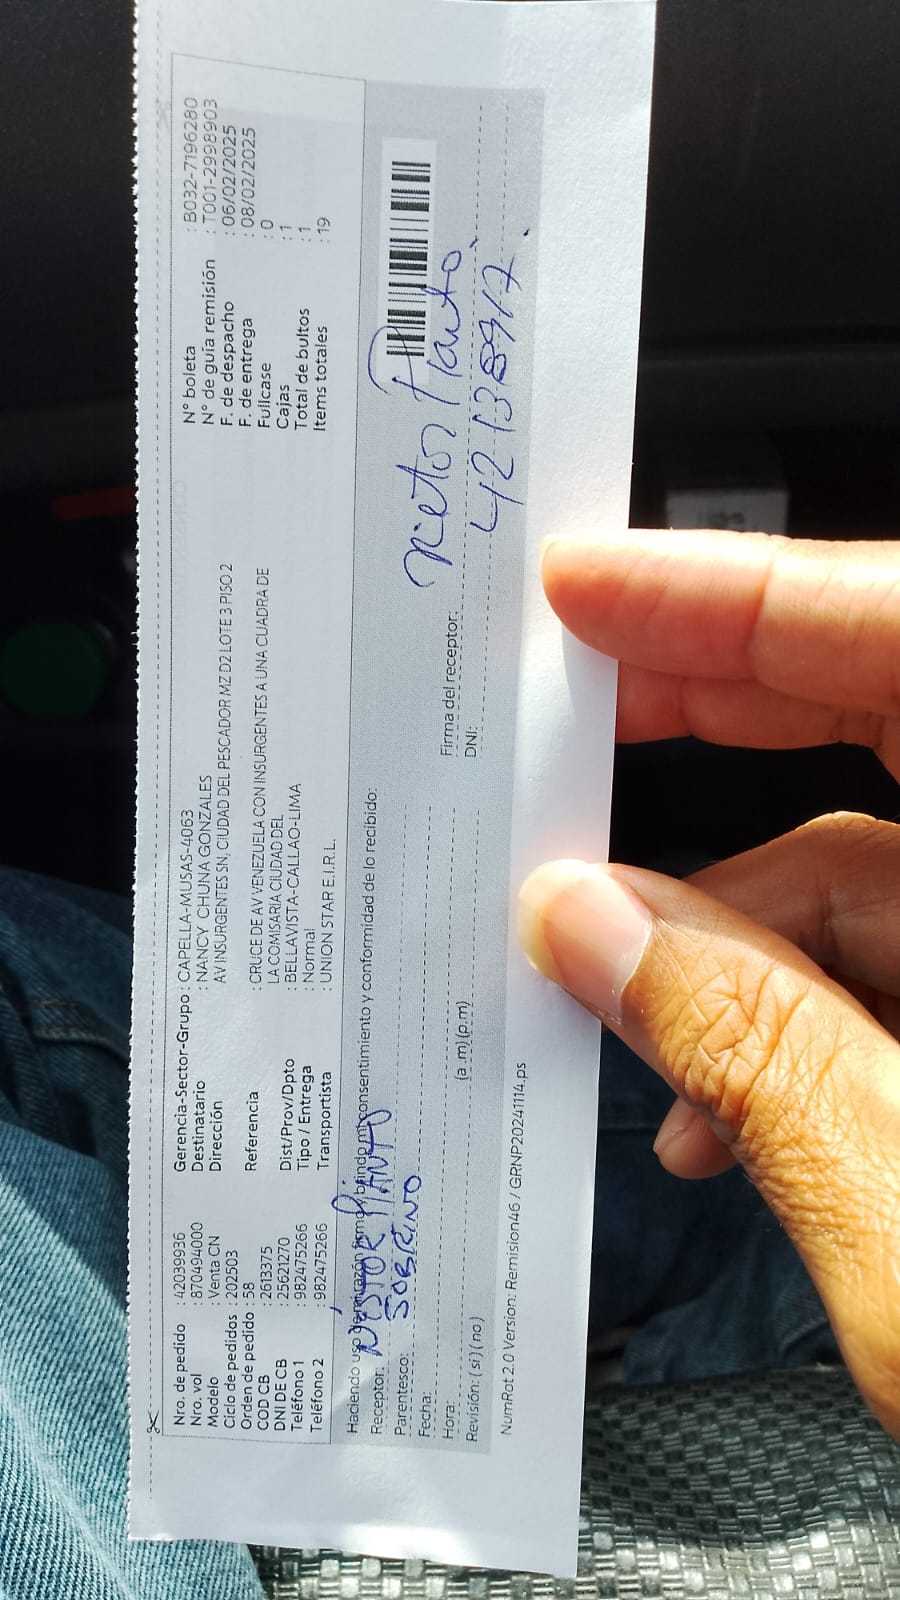 Nro. de pedido : 42039936
Nro. vol : 870494000
Modelo : Venta CN
Ciclo de pedidos : 202503
Orden de pedido : 58
COD CB : 2613375
DNI DE CB : 25621270
Teléfono 1 : 982475266
Teléfono 2 : 982475266
Gerencia-Sector-Grupo : CAPELLA-MUSAS-4063
Destinatario : NANCY CHUNA GONZALES
Dirección AV INSURGENTES SN, CIUDAD DEL PESCADOR MZ D2 LOTE 3 PISO 2
Referencia : CRUCE DE AV VENEZUELA CON INSURGENTES A UNA CUADRA DE
LA COMISARIA CIUDAD DEL
Dist/Prov/Dpto : BELLAVISTA-CALLAO-LIMA
Tipo / Entrega : Normal
Transportista : UNION STAR E.I.R.L.
N° boleta : B032-7196280
N° de guía remisión : T001-2998903
F. de despacho : 06/02/2025
F. de entrega : 08/02/2025
Fullcase : 0
Cajas : 1
Total de bultos : 1
Items totales : 19
Haciendo uso de mi razón firmo y brindo mi consentimiento y conformidad de lo recibido:
Receptor: NÉSTOR PIANTO
Parentesco: SOBRINO
Fecha:
Hora: (a .m) (p.m)
Revisión: ( si ) ( no )
Firma del receptor:
DNI: 42138917
NumRot 2.0 Version: Remision46 / GRNP20241114.ps